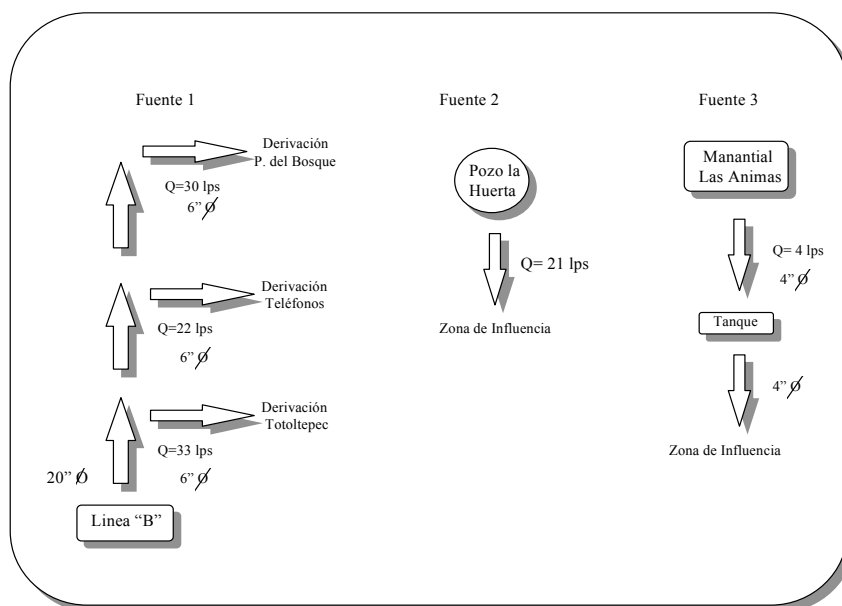 Fuente 1
Derivación
P. del Bosque
Q=30 lps
6” Ø
Derivación
Teléfonos
Q=22 lps
6” Ø
Derivación
Totoltepec
Q=33 lps
6” Ø
20” Ø
Linea “B”
Fuente 2
Pozo la
Huerta
Q= 21 lps
Zona de Influencia
Fuente 3
Manantial
Las Animas
Q= 4 lps
4” Ø
Tanque
4” Ø
Zona de Influencia